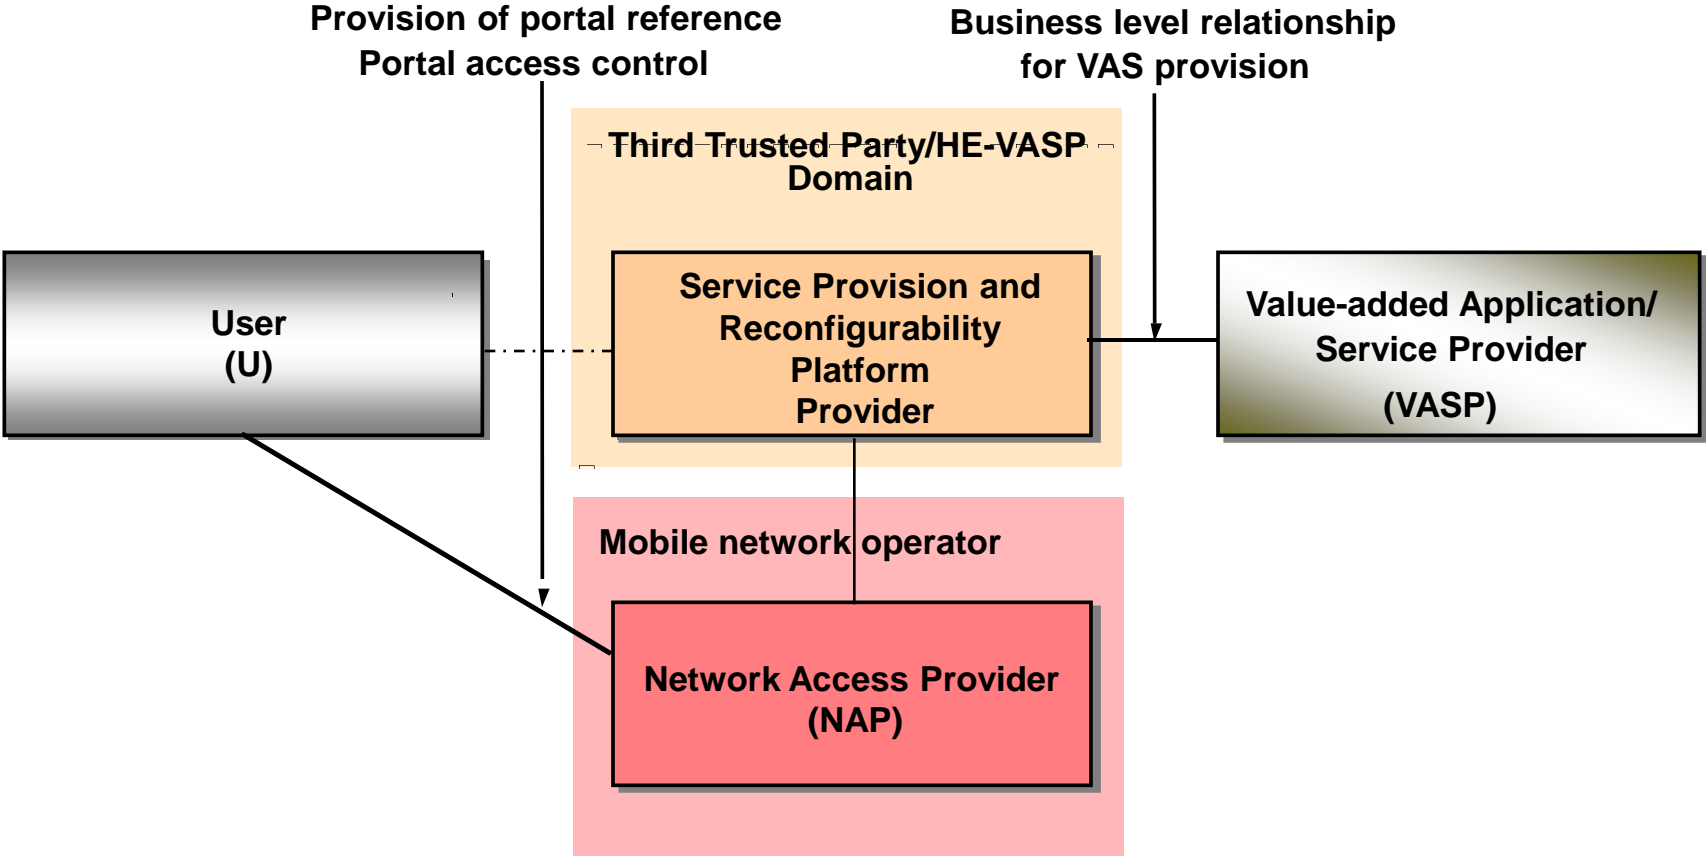 Provision of portal reference
Portal access control
Business level relationship
for VAS provision
Third Trusted Party/HE-VASP
Domain
User
(U)
Service Provision and
Reconfigurability
Platform
Provider
Value-added Application/
Service Provider
(VASP)
Mobile network operator
Network Access Provider
(NAP)